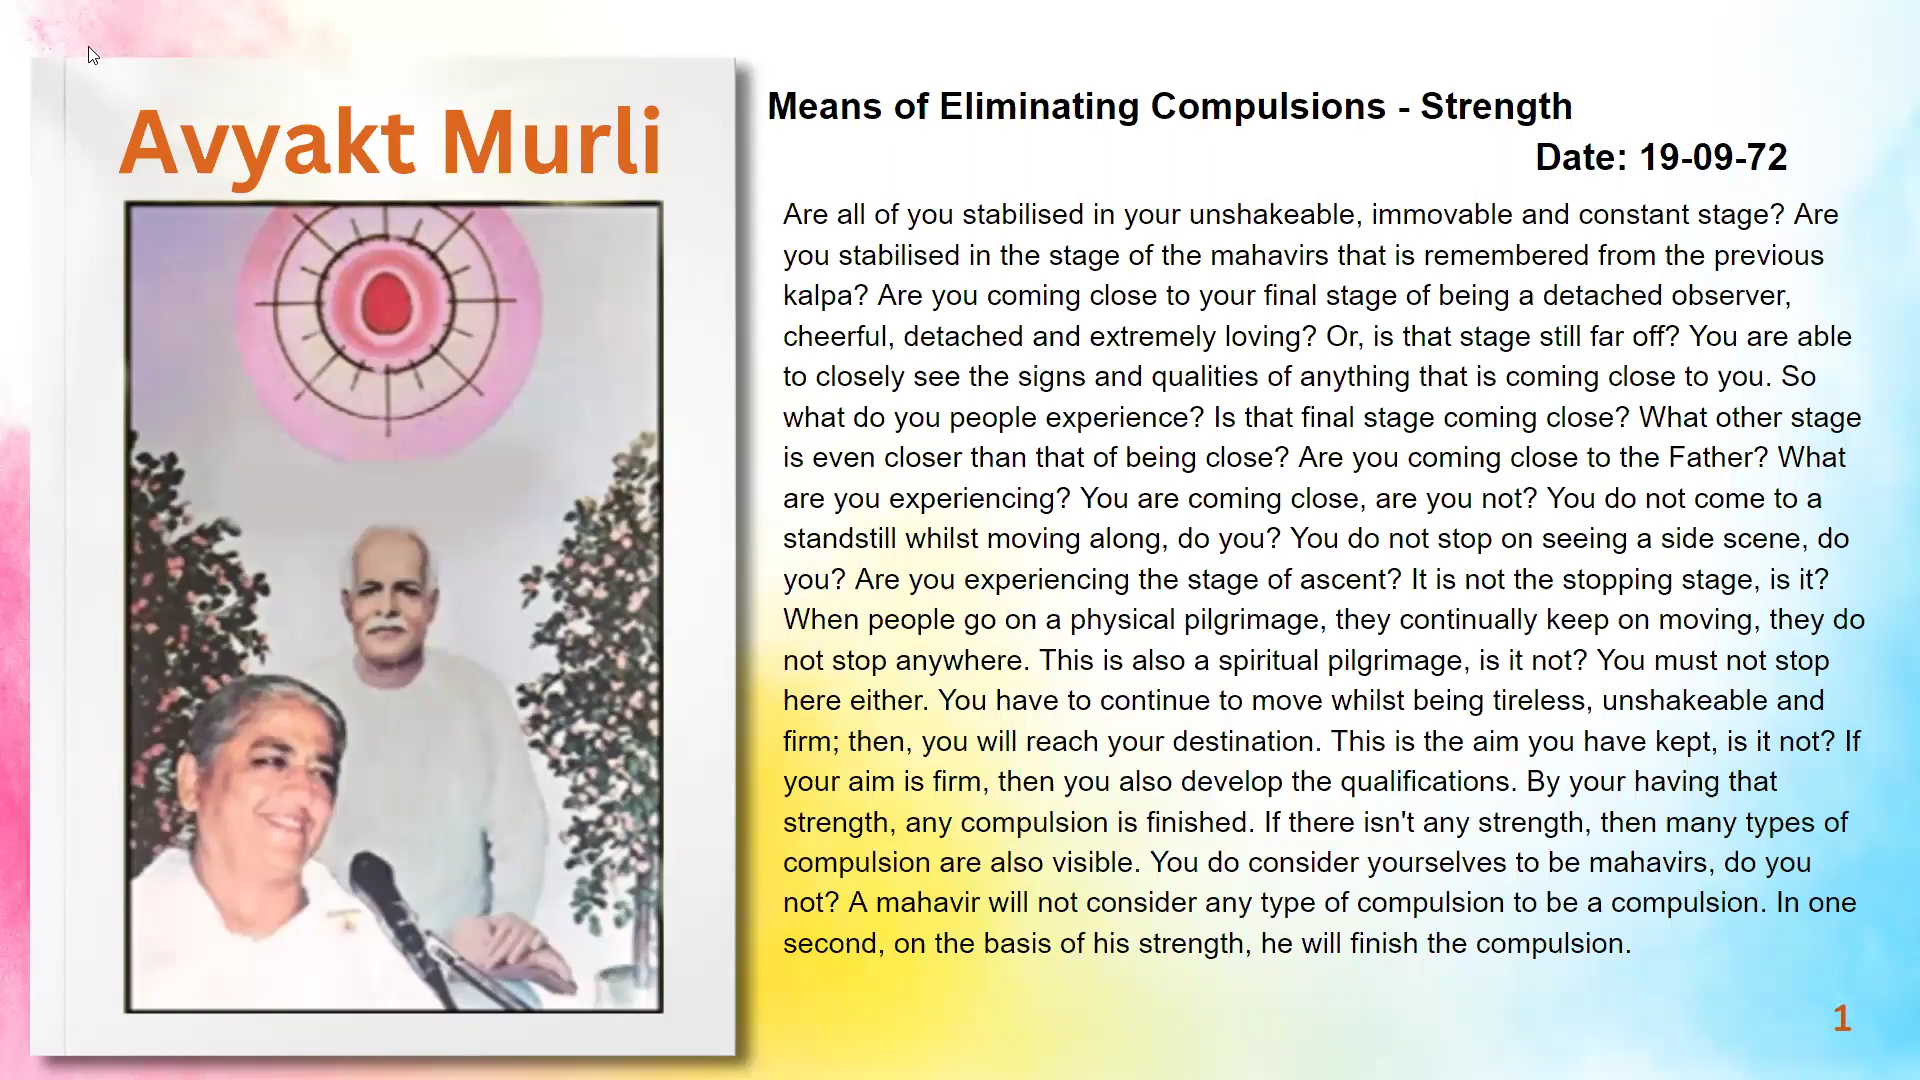 Avyakt Murli
Means of Eliminating Compulsions - Strength
Date: 19-09-72
Are all of you stabilised in your unshakeable, immovable and constant stage? Are
you stabilised in the stage of the mahavirs that is remembered from the previous
kalpa? Are you coming close to your final stage of being a detached observer,
cheerful, detached and extremely loving? Or, is that stage still far off? You are able
to closely see the signs and qualities of anything that is coming close to you. So
what do you people experience? Is that final stage coming close? What other stage
is even closer than that of being close? Are you coming close to the Father? What
are you experiencing? You are coming close, are you not? You do not come to a
standstill whilst moving along, do you? You do not stop on seeing a side scene, do
you? Are you experiencing the stage of ascent? It is not the stopping stage, is it?
When people go on a physical pilgrimage, they continually keep on moving, they do
not stop anywhere. This is also a spiritual pilgrimage, is it not? You must not stop
here either. You have to continue to move whilst being tireless, unshakeable and
firm; then, you will reach your destination. This is the aim you have kept, is it not? If
your aim is firm, then you also develop the qualifications. By your having that
strength, any compulsion is finished. If there isn't any strength, then many types of
compulsion are also visible. You do consider yourselves to be mahavirs, do you
not? A mahavir will not consider any type of compulsion to be a compulsion. In one
second, on the basis of his strength, he will finish the compulsion.
1